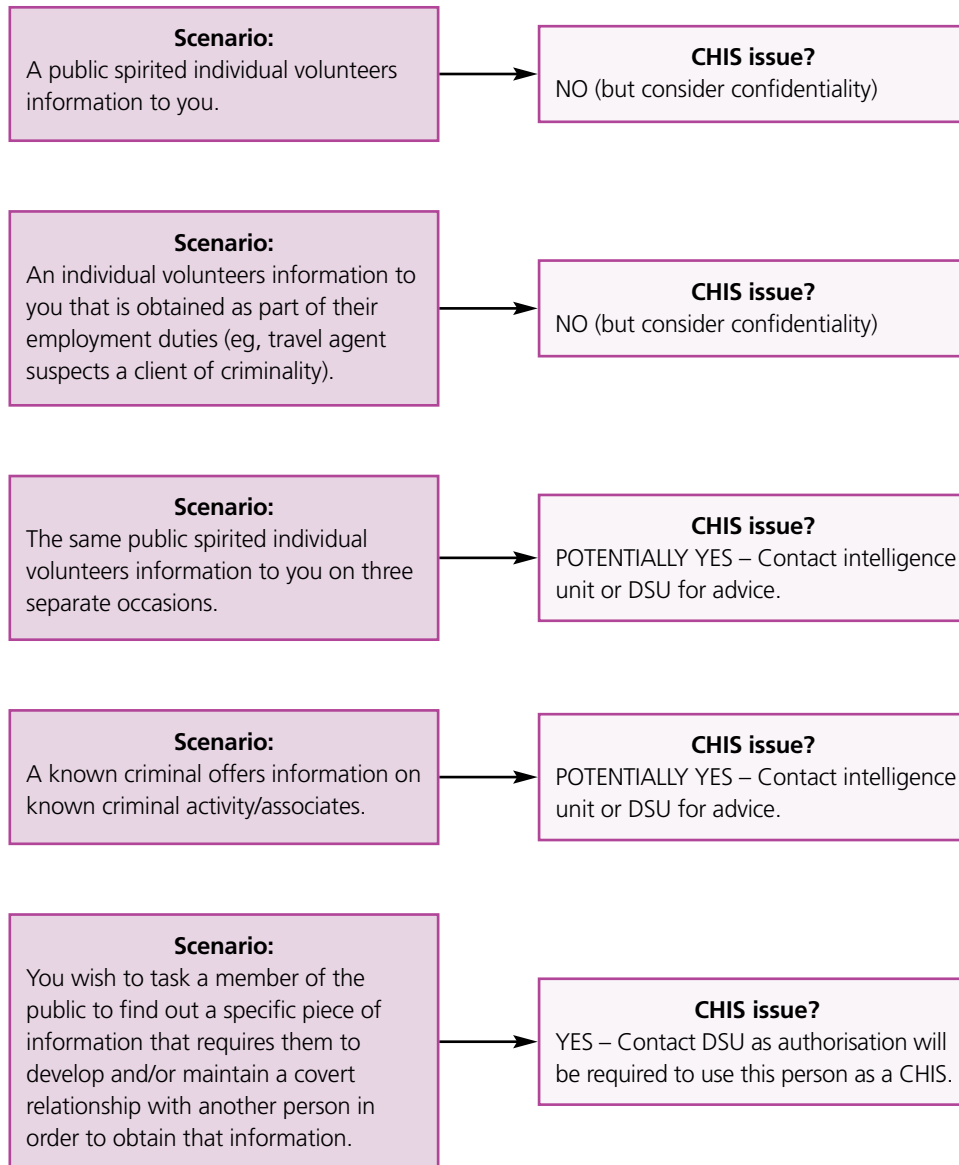 Scenario:
A public spirited individual volunteers
information to you.
CHIS issue?
NO (but consider confidentiality)
Scenario:
An individual volunteers information to
you that is obtained as part of their
employment duties (eg, travel agent
suspects a client of criminality).
CHIS issue?
NO (but consider confidentiality)
Scenario:
The same public spirited individual
volunteers information to you on three
separate occasions.
CHIS issue?
POTENTIALLY YES – Contact intelligence
unit or DSU for advice.
Scenario:
A known criminal offers information on
known criminal activity/associates.
CHIS issue?
POTENTIALLY YES – Contact intelligence
unit or DSU for advice.
Scenario:
You wish to task a member of the
public to find out a specific piece of
information that requires them to
develop and/or maintain a covert
relationship with another person in
order to obtain that information.
CHIS issue?
YES – Contact DSU as authorisation will
be required to use this person as a CHIS.